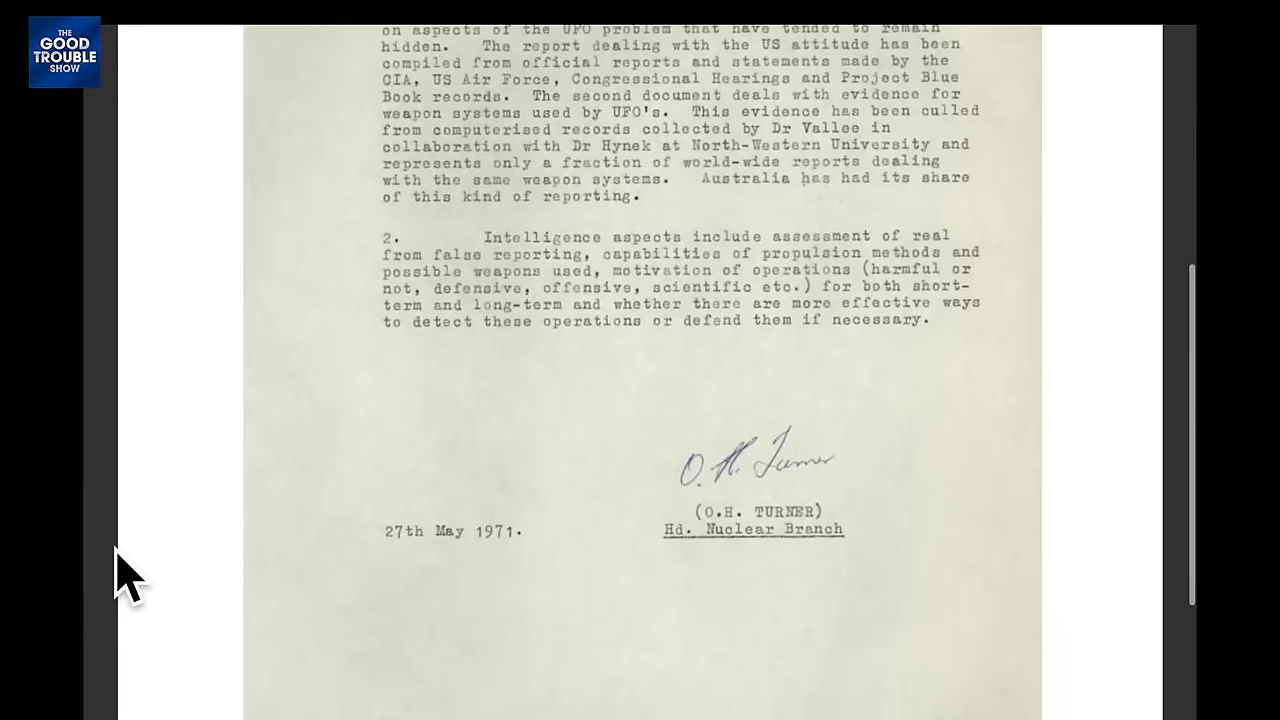 THE
GOOD
TROUBLE
SHOW
on aspects of the UFO problem that have tended to remain
hidden. The report dealing with the US attitude has been
compiled from official reports and statements made by the
CIA, US Air Force, Congressional Hearings and Project Blue
Book records. The second document deals with evidence for
weapon systems used by UFO's. This evidence has been culled
from computerised records collected by Dr Vallee in
collaboration with Dr Hynek at North-Western University and
represents only a fraction of world-wide reports dealing
with the same weapon systems. Australia has had its share
of this kind of reporting.
2. Intelligence aspects include assessment of real
from false reporting, capabilities of propulsion methods and
possible weapons used, motivation of operations (harmful or
not, defensive, offensive, scientific etc.) for both short-
term and long-term and whether there are more effective ways
to detect these operations or defend them if necessary.
O. H. Turner
(O.H. TURNER)
27th May 1971. Hd. Nuclear Branch